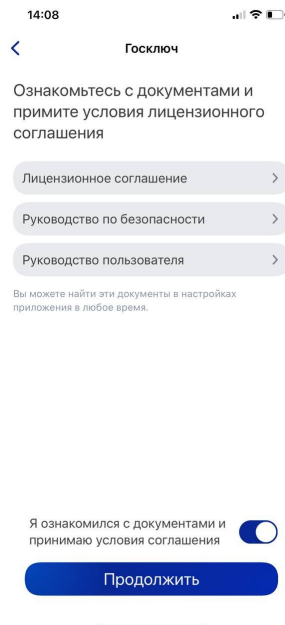 14:08
Госключ
Ознакомьтесь с документами и
примите условия лицензионного
соглашения
Лицензионное соглашение
Руководство по безопасности
Руководство пользователя
Вы можете найти эти документы в настройках
приложения в любое время.
Я ознакомился с документами и
принимаю условия соглашения
Продолжить